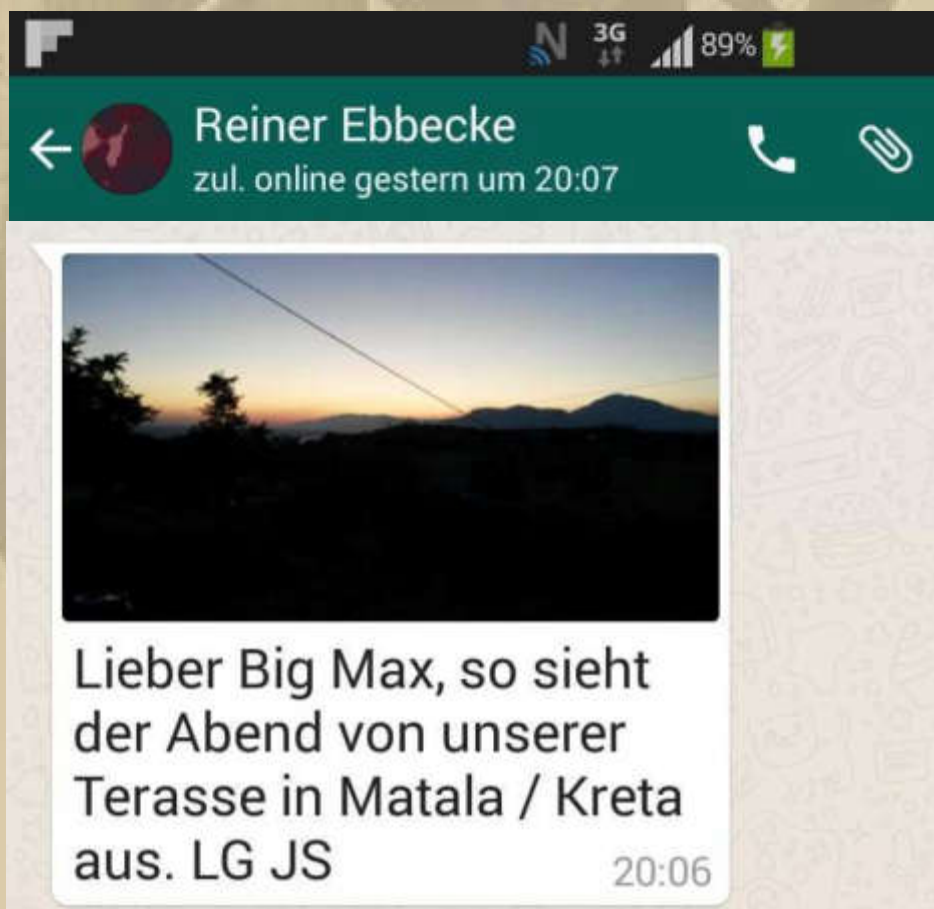 3G 89%
Reiner Ebbecke
zul. online gestern um 20:07
Lieber Big Max, so sieht
der Abend von unserer
Terasse in Matala / Kreta
aus. LG JS
20:06